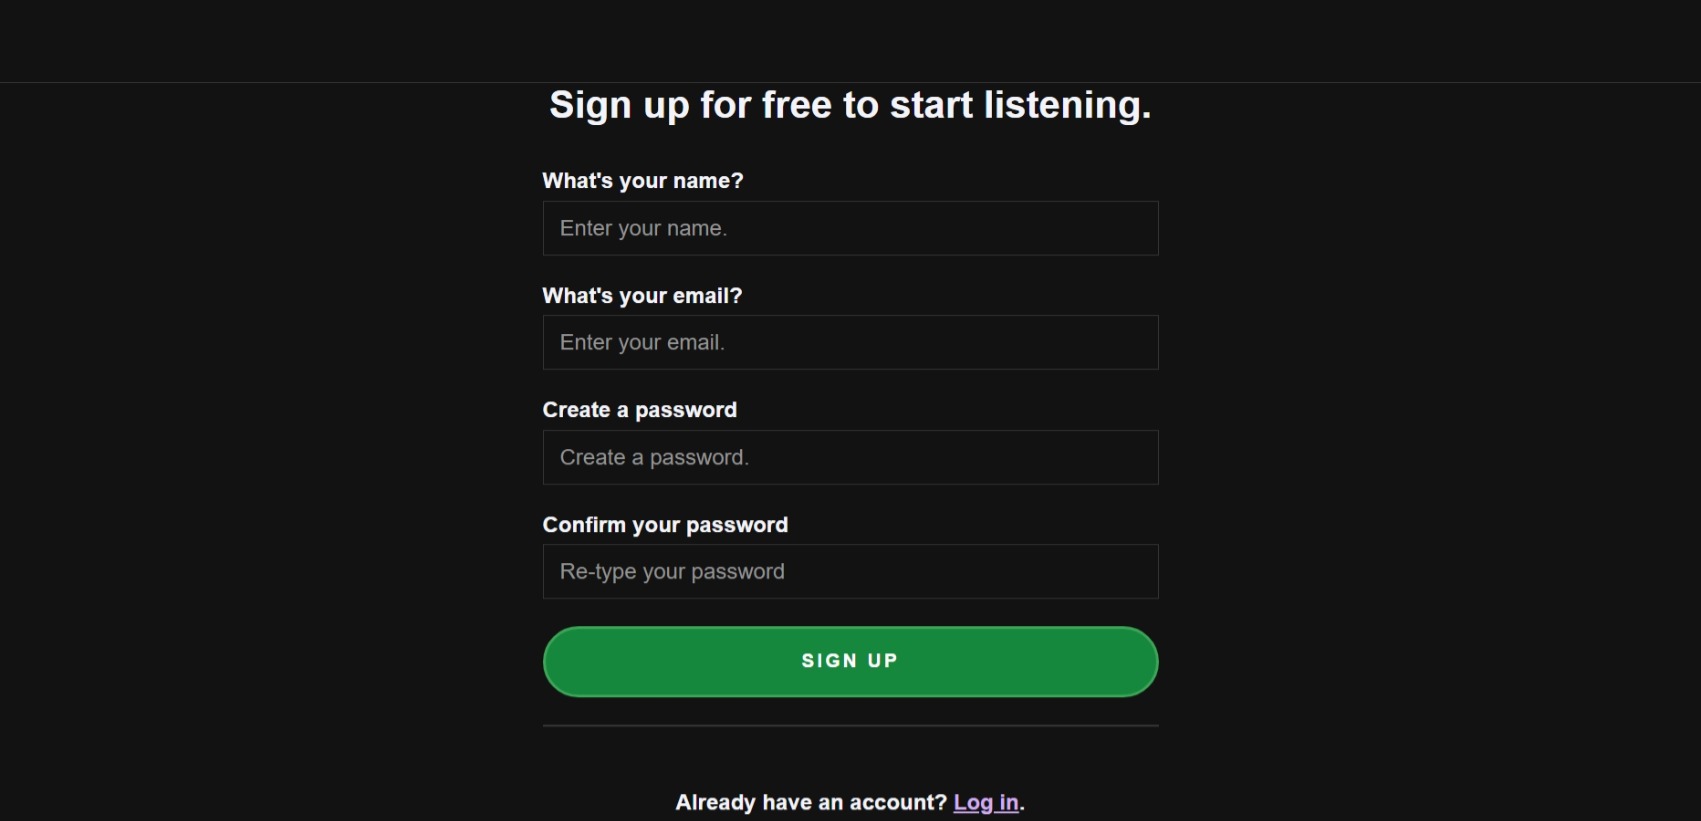 Sign up for free to start listening.
What's your name?
Enter your name.
What's your email?
Enter your email.
Create a password
Create a password.
Confirm your password
Re-type your password
SIGN UP
Already have an account? Log in.